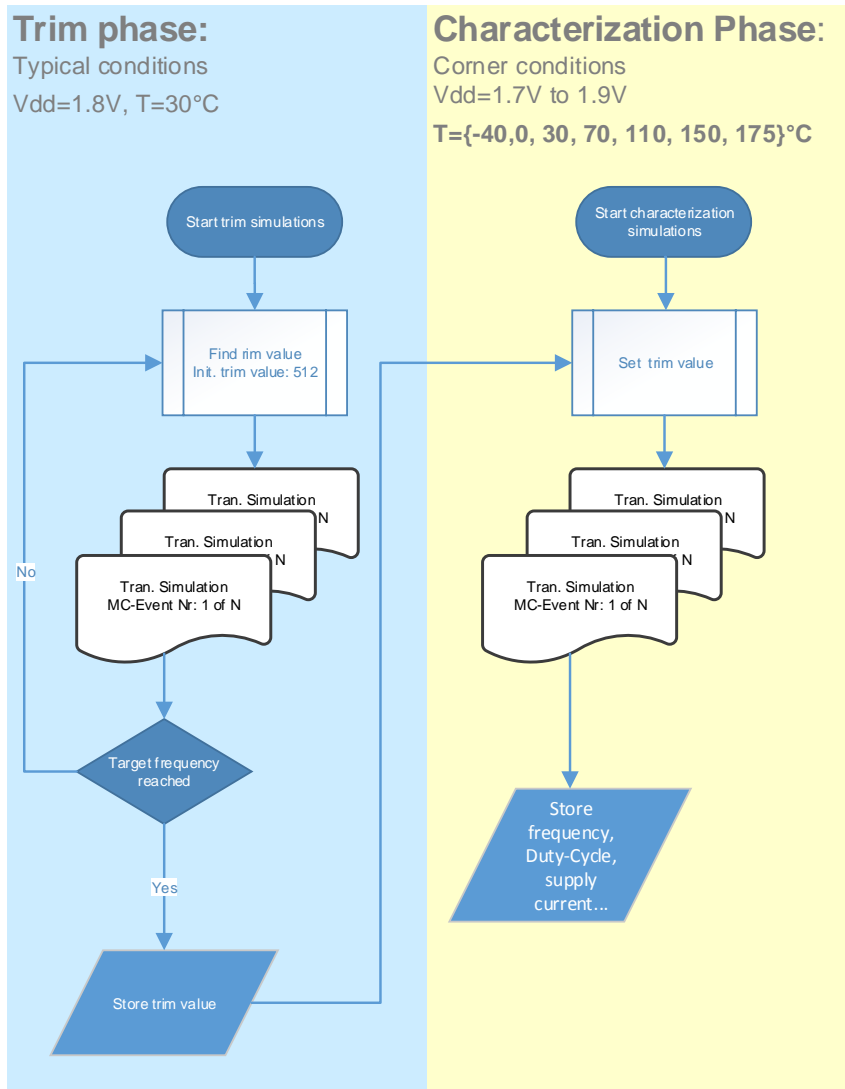 Trim phase:
Typical conditions
Vdd=1.8V, T=30°C
Start trim simulations
Find rim value
Init. trim value: 512
Tran. Simulation
N
Tran. Simulation
N
Tran. Simulation
MC-Event Nr: 1 of N
No
Target frequency
reached
Yes
Store trim value
Characterization Phase:
Corner conditions
Vdd=1.7V to 1.9V
T={-40,0, 30, 70, 110, 150, 175}°C
Start characterization
simulations
Set trim value
Tran. Simulation
N
Tran. Simulation
N
Tran. Simulation
MC-Event Nr: 1 of N
Store
frequency,
Duty-Cycle,
supply
current...